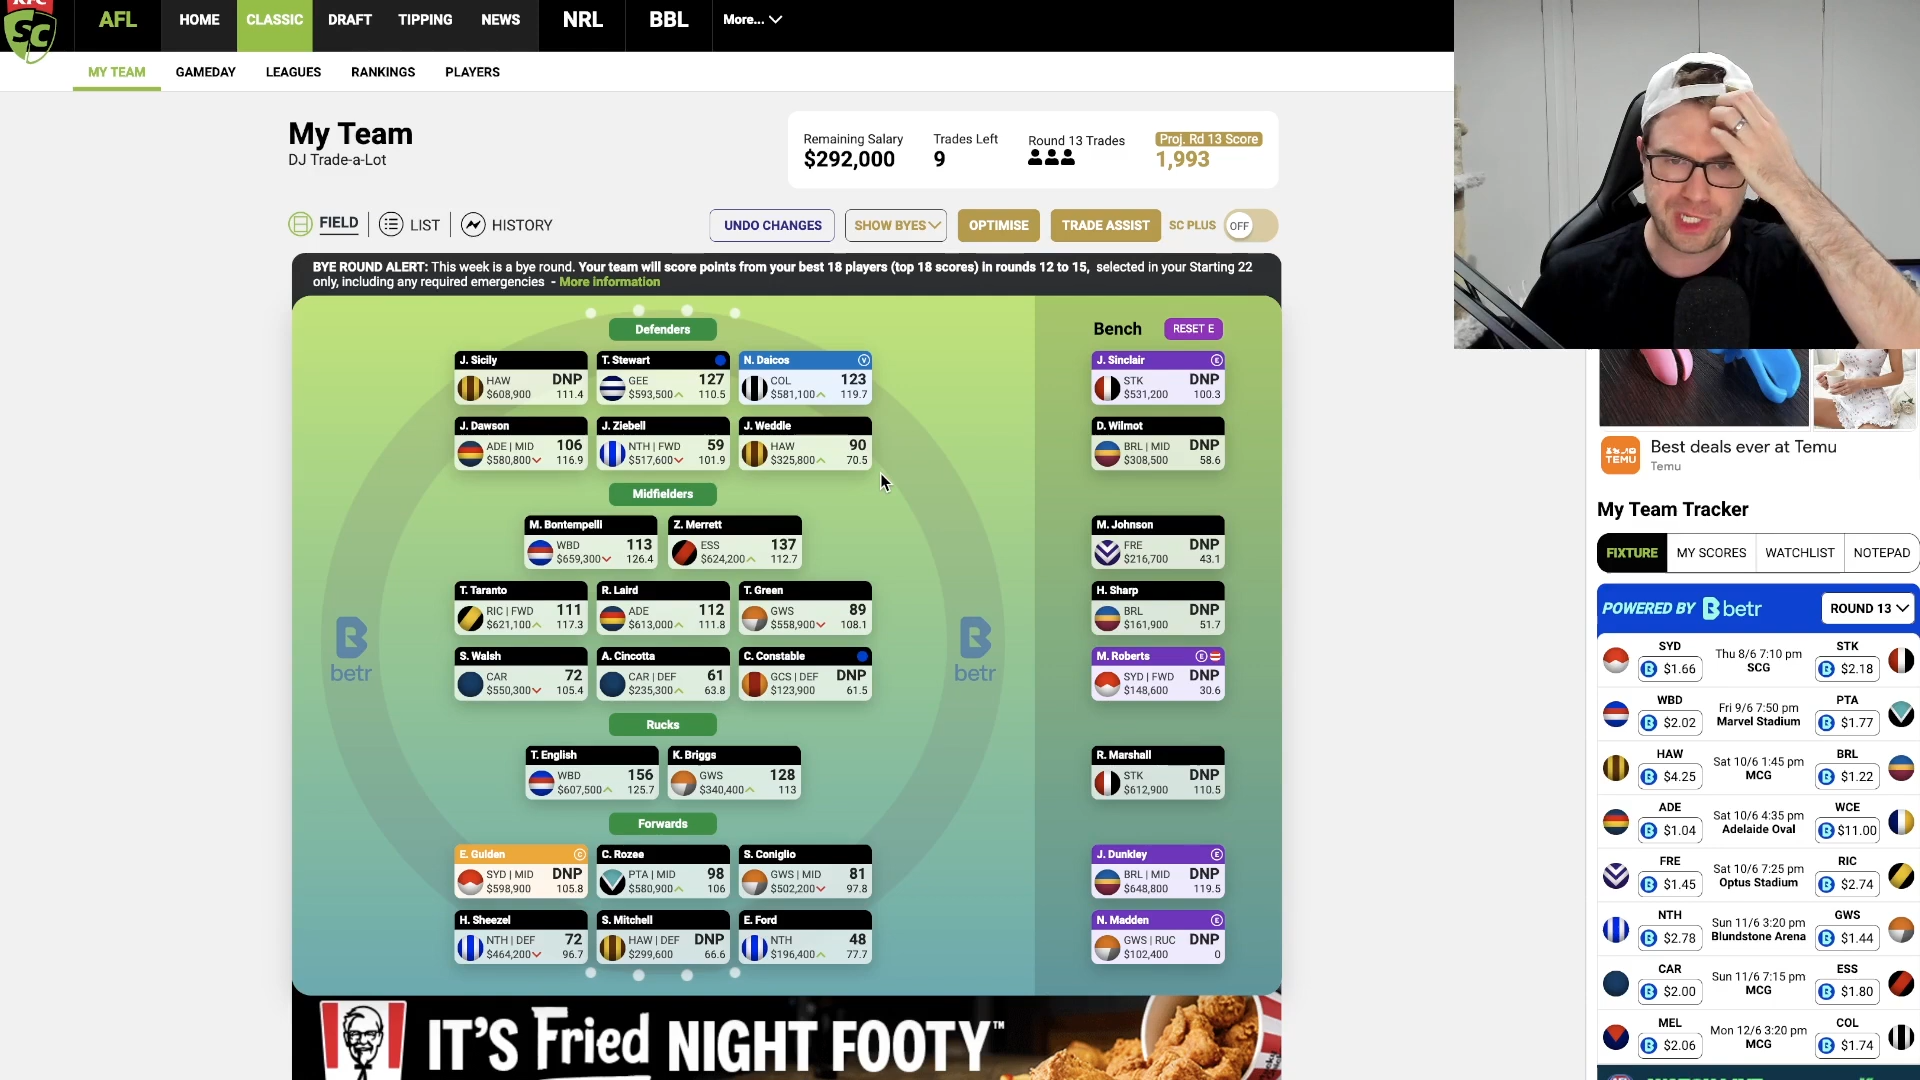 KFC
SC
AFL
HOME
CLASSIC
DRAFT
TIPPING
NEWS
NRL
BBL
More...
MY TEAM
GAMEDAY
LEAGUES
RANKINGS
PLAYERS
My Team
DJ Trade-a-Lot
Remaining Salary
$292,000
Trades Left
9
Round 13 Trades
Proj. Rd 13 Score
1,993
FIELD
LIST
HISTORY
UNDO CHANGES
SHOW BYES
OPTIMISE
TRADE ASSIST
SC PLUS
OFF
BYE ROUND ALERT: This week is a bye round. Your team will score points from your best 18 players (top 18 scores) in rounds 12 to 15, selected in your Starting 22
only, including any required emergencies - More information
Defenders
Bench
RESET E
J. Sicily
HAW DNP
$608,900 111.4
T. Stewart
GEE 127
$593,500 110.5
N. Daicos V
COL 123
$581,100 119.7
J. Sinclair E
STK DNP
$531,200 100.3
J. Dawson
ADE | MID 106
$580,800 116.9
J. Ziebell
NTH | FWD 59
$517,600 101.9
J. Weddle
HAW 90
$325,800 70.5
D. Wilmot
BRL | MID DNP
$308,500 58.6
Midfielders
M. Bontempelli
WBD 113
$659,300 126.4
Z. Merrett
ESS 137
$624,200 112.7
M. Johnson
FRE DNP
$216,700 43.1
T. Taranto
RIC | FWD 111
$621,100 117.3
R. Laird
ADE 112
$613,000 111.8
T. Green
GWS 89
$558,900 108.1
H. Sharp
BRL DNP
$161,900 51.7
S. Walsh
CAR 72
$550,300 105.4
A. Cincotta
CAR | DEF 61
$235,300 63.8
C. Constable
GCS | DEF DNP
$123,900 61.5
M. Roberts E
SYD | FWD DNP
$148,600 30.6
B
betr
B
betr
Rucks
T. English
WBD 156
$607,500 125.7
K. Briggs
GWS 128
$340,400 113
R. Marshall
STK DNP
$612,900 110.5
Forwards
E. Gulden C
SYD | MID DNP
$598,900 105.8
C. Rozee
PTA | MID 98
$580,900 106
S. Coniglio
GWS | MID 81
$502,200 97.8
J. Dunkley E
BRL | MID DNP
$648,800 119.5
H. Sheezel
NTH | DEF 72
$464,200 96.7
S. Mitchell
HAW | DEF DNP
$299,600 66.6
E. Ford
NTH 48
$196,400 77.7
N. Madden E
GWS | RUC DNP
$102,400 0
KFC
IT'S Fried NIGHT FOOTY™
TEMU
Best deals ever at Temu
Temu
My Team Tracker
FIXTURE
MY SCORES
WATCHLIST
NOTEPAD
POWERED BY B betr
ROUND 13
SYD
B $1.66
Thu 8/6 7:10 pm
SCG
STK
B $2.18
WBD
B $2.02
Fri 9/6 7:50 pm
Marvel Stadium
PTA
B $1.77
HAW
B $4.25
Sat 10/6 1:45 pm
MCG
BRL
B $1.22
ADE
B $1.04
Sat 10/6 4:35 pm
Adelaide Oval
WCE
B $11.00
FRE
B $1.45
Sat 10/6 7:25 pm
Optus Stadium
RIC
B $2.74
NTH
B $2.78
Sun 11/6 3:20 pm
Blundstone Arena
GWS
B $1.44
CAR
B $2.00
Sun 11/6 7:15 pm
MCG
ESS
B $1.80
MEL
B $2.06
Mon 12/6 3:20 pm
MCG
COL
B $1.74